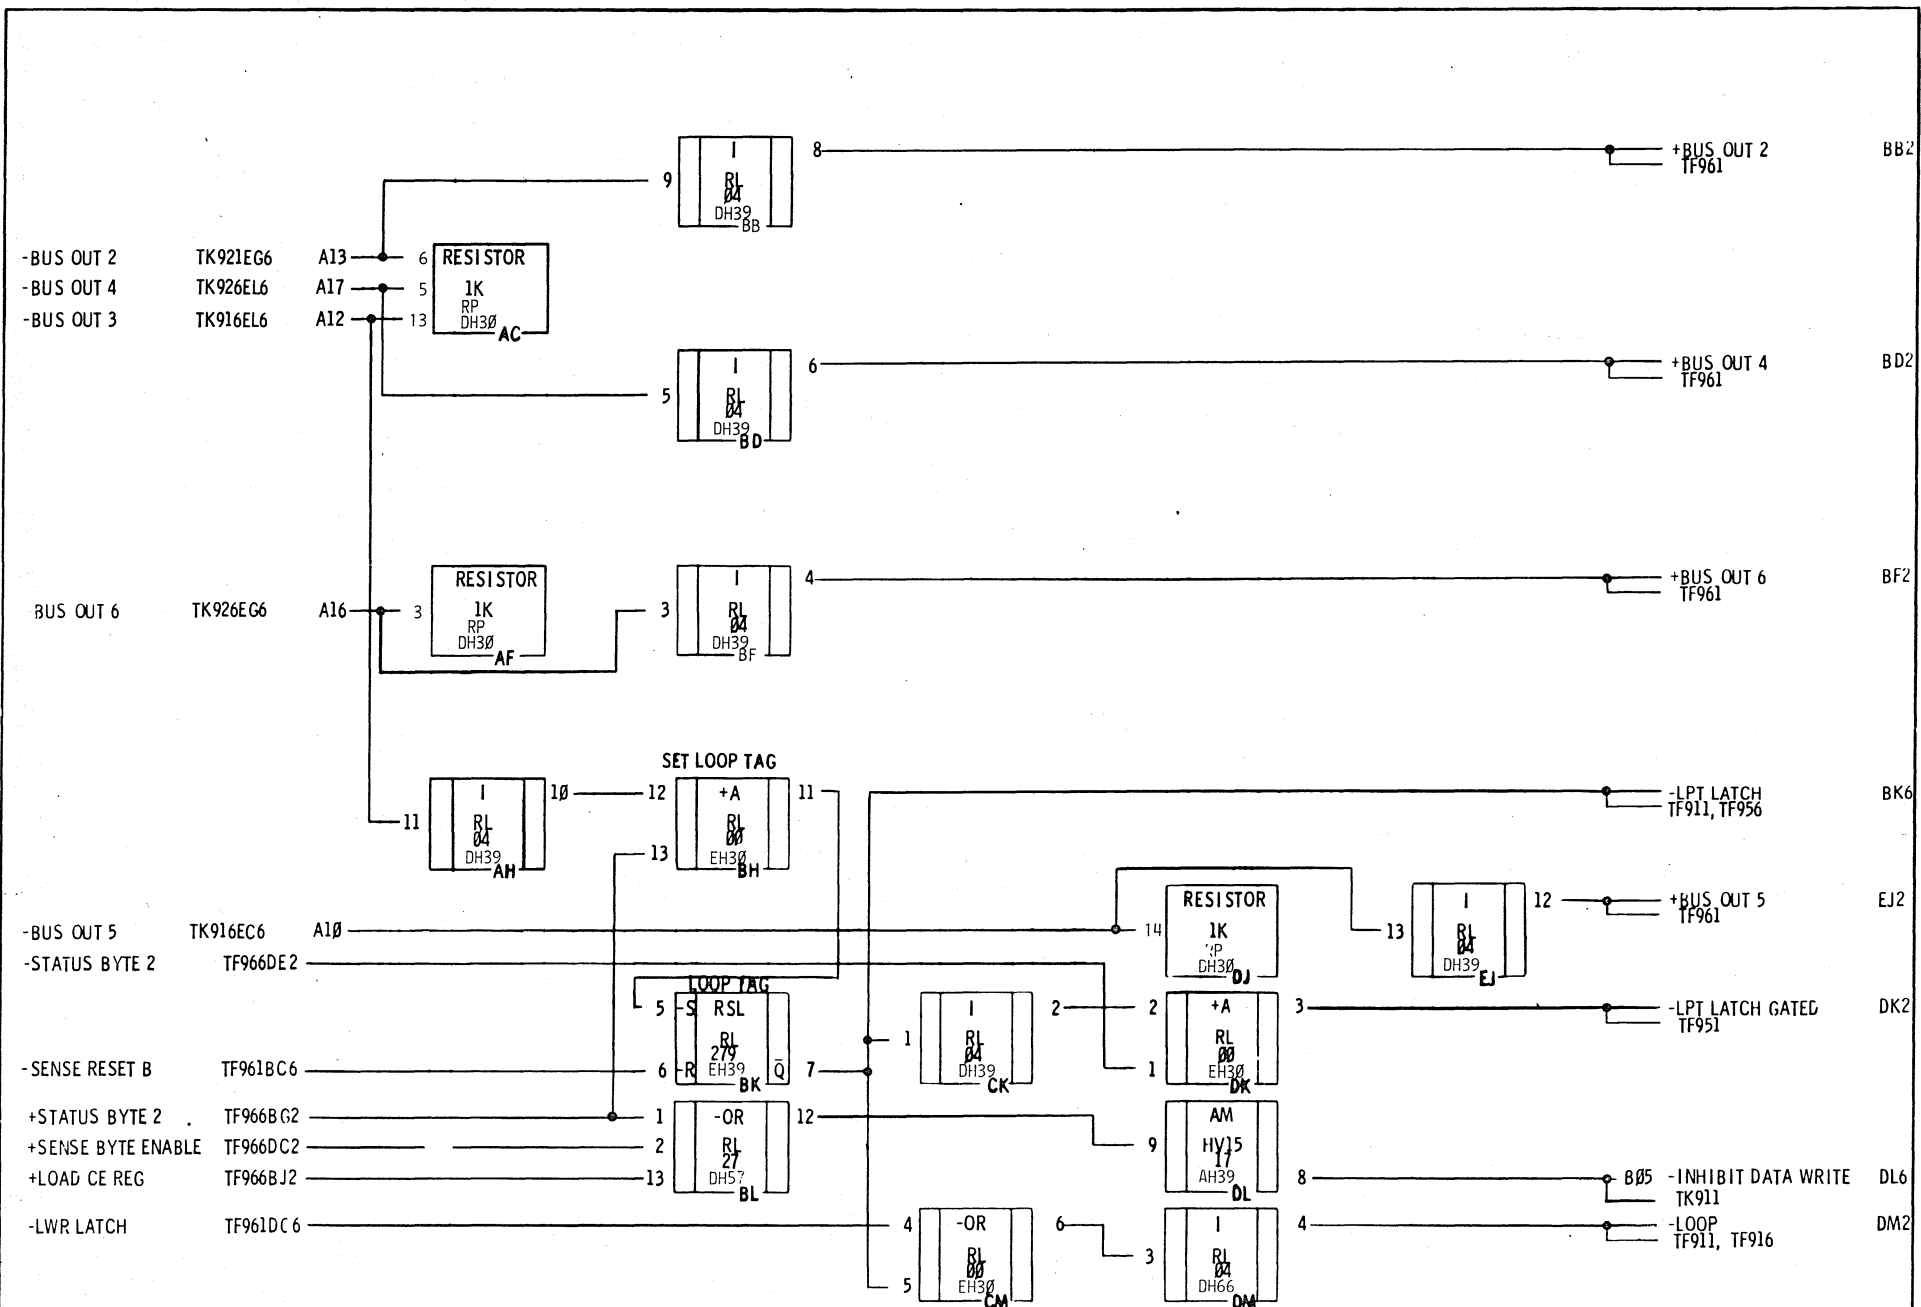 I
8
+BUS OUT 2
BB2
TF961
9
RL
04
DH39
BB
-BUS OUT 2 TK921EG6 A13 6 RESISTOR
-BUS OUT 4 TK926EL6 A17 5 1K
RP
-BUS OUT 3 TK916EL6 A12 13 DH3Ø
AC
I
6
+BUS OUT 4
BD2
TF961
5
RL
Ø4
DH39
BD
RESISTOR
I
4
+BUS OUT 6
BF2
TF961
BUS OUT 6 TK926EG6 A16 3 1K
RP
DH3Ø
AF
3
RL
Ø4
DH39
BF
SET LOOP TAG
I
1Ø
12
+A
11
-LPT LATCH
BK6
TF911, TF956
11
RL
Ø4
DH39
AH
RL
ØØ
13
EH3Ø
BH
RESISTOR
I
12
+BUS OUT 5
EJ2
TF961
-BUS OUT 5 TK916EC6 A1Ø
14
1K
DH3Ø
DJ
13
RL
Ø4
DH39
EJ
-STATUS BYTE 2 TF966DE2
LOOP TAG
5
-S
RSL
RL
279
I
2
2
+A
3
-LPT LATCH GATED
DK2
TF951
1
RL
Ø4
DH39
CK
RL
ØØ
-SENSE RESET B TF961BC6 6 -R EH39 Q̅ 7
BK
1
EH3Ø
DK
+STATUS BYTE 2 TF966BG2 1 -OR 12
AM
+SENSE BYTE ENABLE TF966DC2 2 RL
27
9
HV15
17
+LOAD CE REG TF966BJ2 13 DH57
BL
AH39
DL
8
BØ5 -INHIBIT DATA WRITE
DL6
TK911
-LWR LATCH TF961DC6
4
-OR
6
I
4
-LOOP
DM2
TF911, TF916
5
RL
ØØ
EH3Ø
CM
3
RL
Ø4
DH66
DM